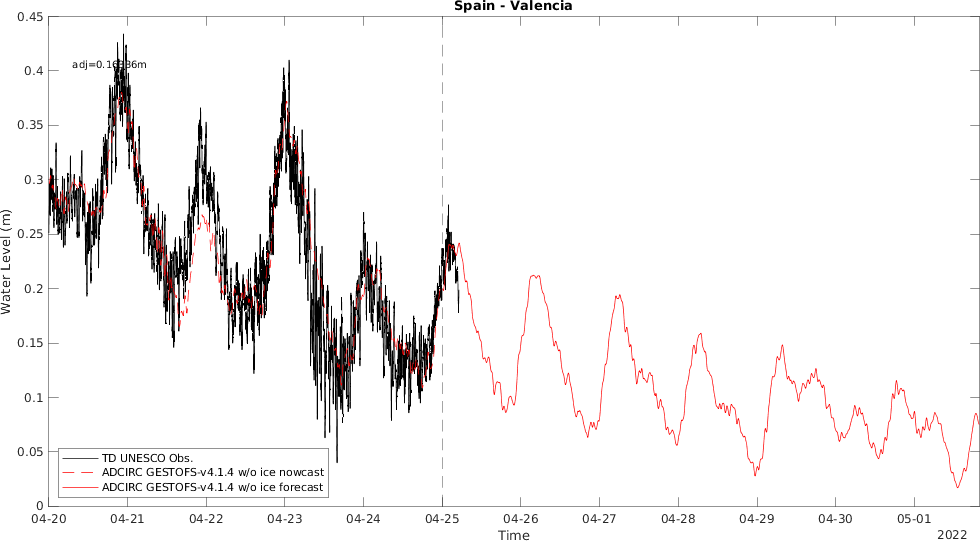 Spain - Valencia
0.45
0.4
0.35
0.3
0.25
0.2
0.15
0.1
0.05
0
Water Level (m)
TD UNESCO Obs.
ADCIRC GESTOFS-v4.1.4 w/o ice nowcast
ADCIRC GESTOFS-v4.1.4 w/o ice forecast
04-20 04-21 04-22 04-23 04-24 04-25 04-26 04-27 04-28 04-29 04-30 05-01
Time
2022